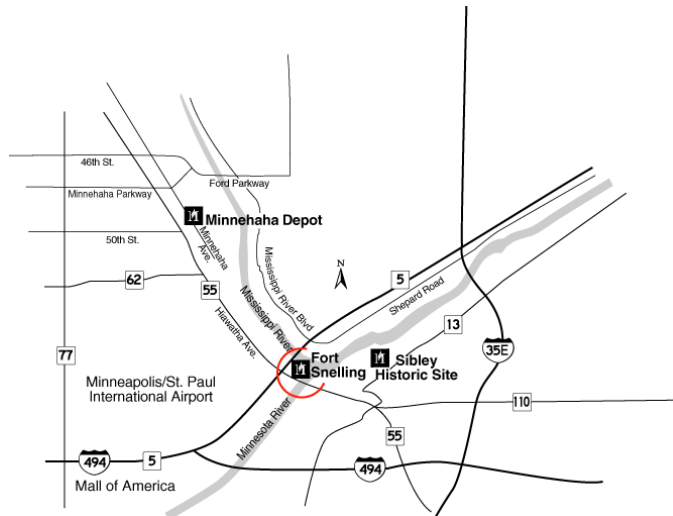 46th St.
Ford Parkway
Minnehaha Parkway
Minnehaha Depot
50th St.
Minnehaha
Ave.
Mississippi River Blvd
N
62
55
5
Shepard Road
Mississippi River
Hiawatha Ave.
13
77
35E
Fort
Snelling
Sibley
Historic Site
Minneapolis/St. Paul
International Airport
110
Minnesota River
55
494
5
494
Mall of America